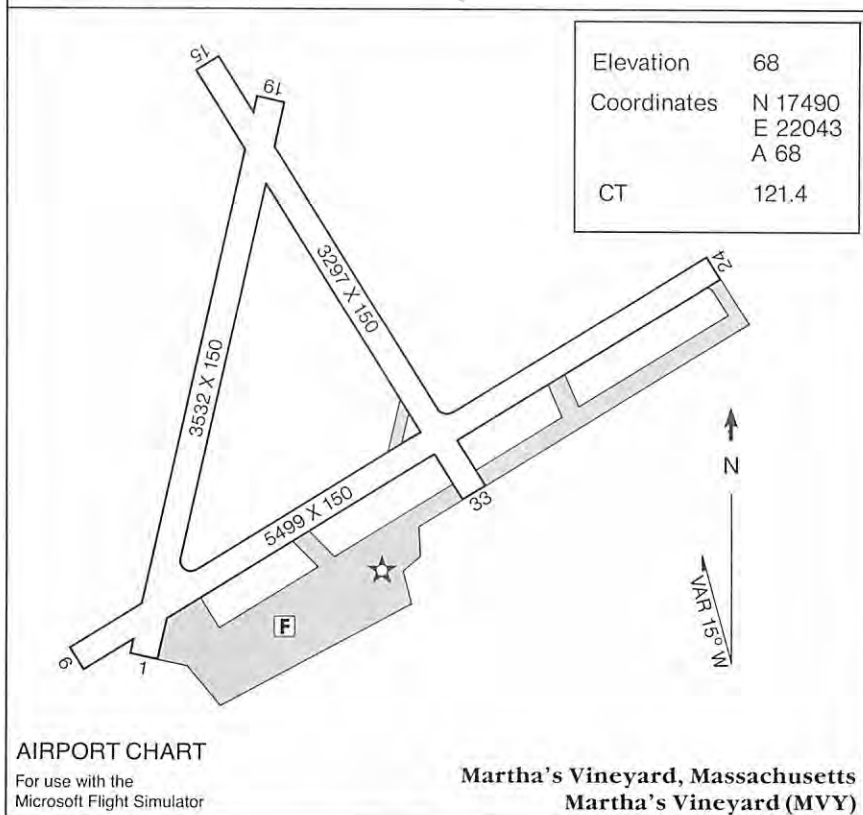 15
19
Elevation 68
Coordinates N 17490
E 22043
A 68
CT 121.4
24
3297 X 150
3532 X 150
N
5499 X 150
33
VAR 15° W
F
6
1
AIRPORT CHART
For use with the
Microsoft Flight Simulator
Martha's Vineyard, Massachusetts
Martha's Vineyard (MVY)